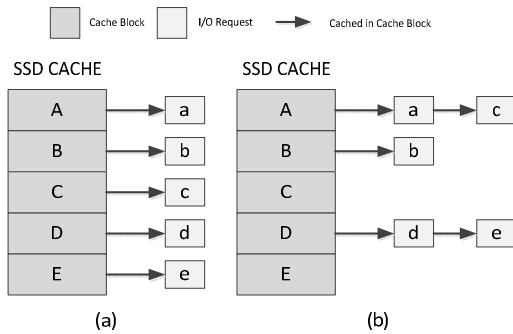 Cache Block I/O Request Cached in Cache Block
SSD CACHE SSD CACHE
A a A a c
B b B b
C c C
D d D d e
E e E
(a) (b)